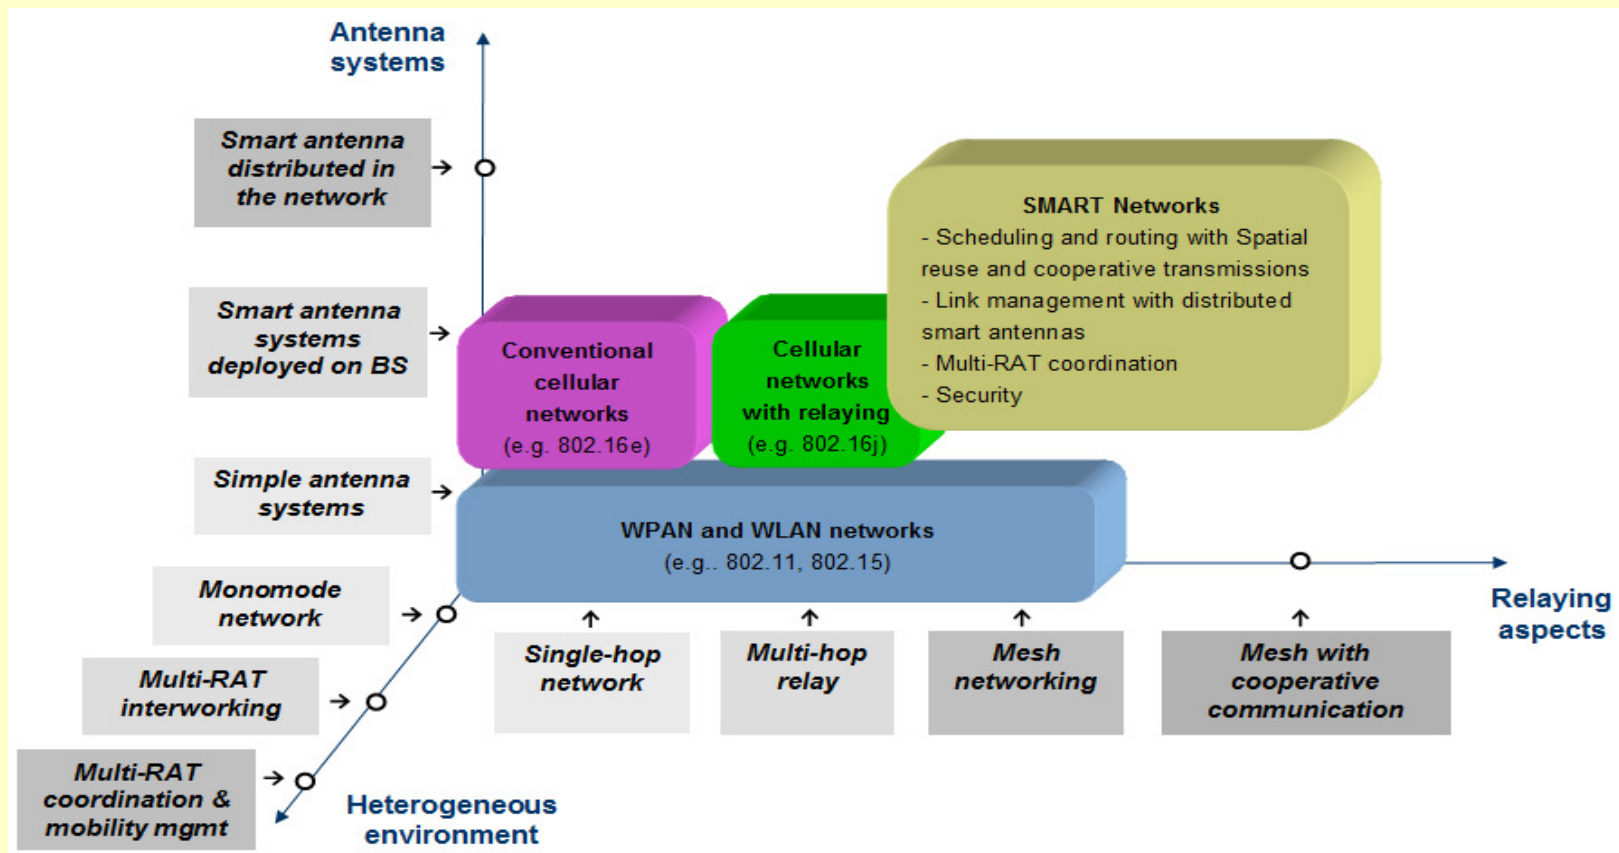 Antenna
systems
Smart antenna
distributed in
the network
SMART Networks
- Scheduling and routing with Spatial
reuse and cooperative transmissions
- Link management with distributed
smart antennas
- Multi-RAT coordination
- Security
Smart antenna
systems
deployed on BS
Conventional
cellular
networks
(e.g. 802.16e)
Cellular
networks
with relaying
(e.g. 802.16j)
Simple antenna
systems
WPAN and WLAN networks
(e.g.. 802.11, 802.15)
Monomode
network
Relaying
aspects
Single-hop
network
Multi-hop
relay
Mesh
networking
Mesh with
cooperative
communication
Multi-RAT
interworking
Multi-RAT
coordination &
mobility mgmt
Heterogeneous
environment